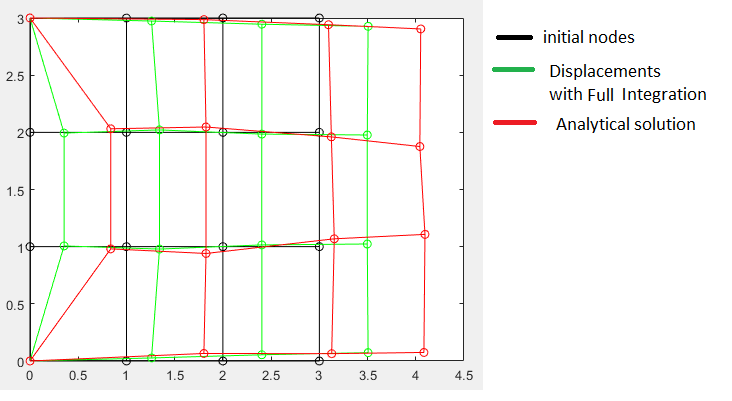 3
2.5
2
1.5
1
0.5
0
0 0.5 1 1.5 2 2.5 3 3.5 4 4.5
initial nodes
Displacements
with Full Integration
Analytical solution